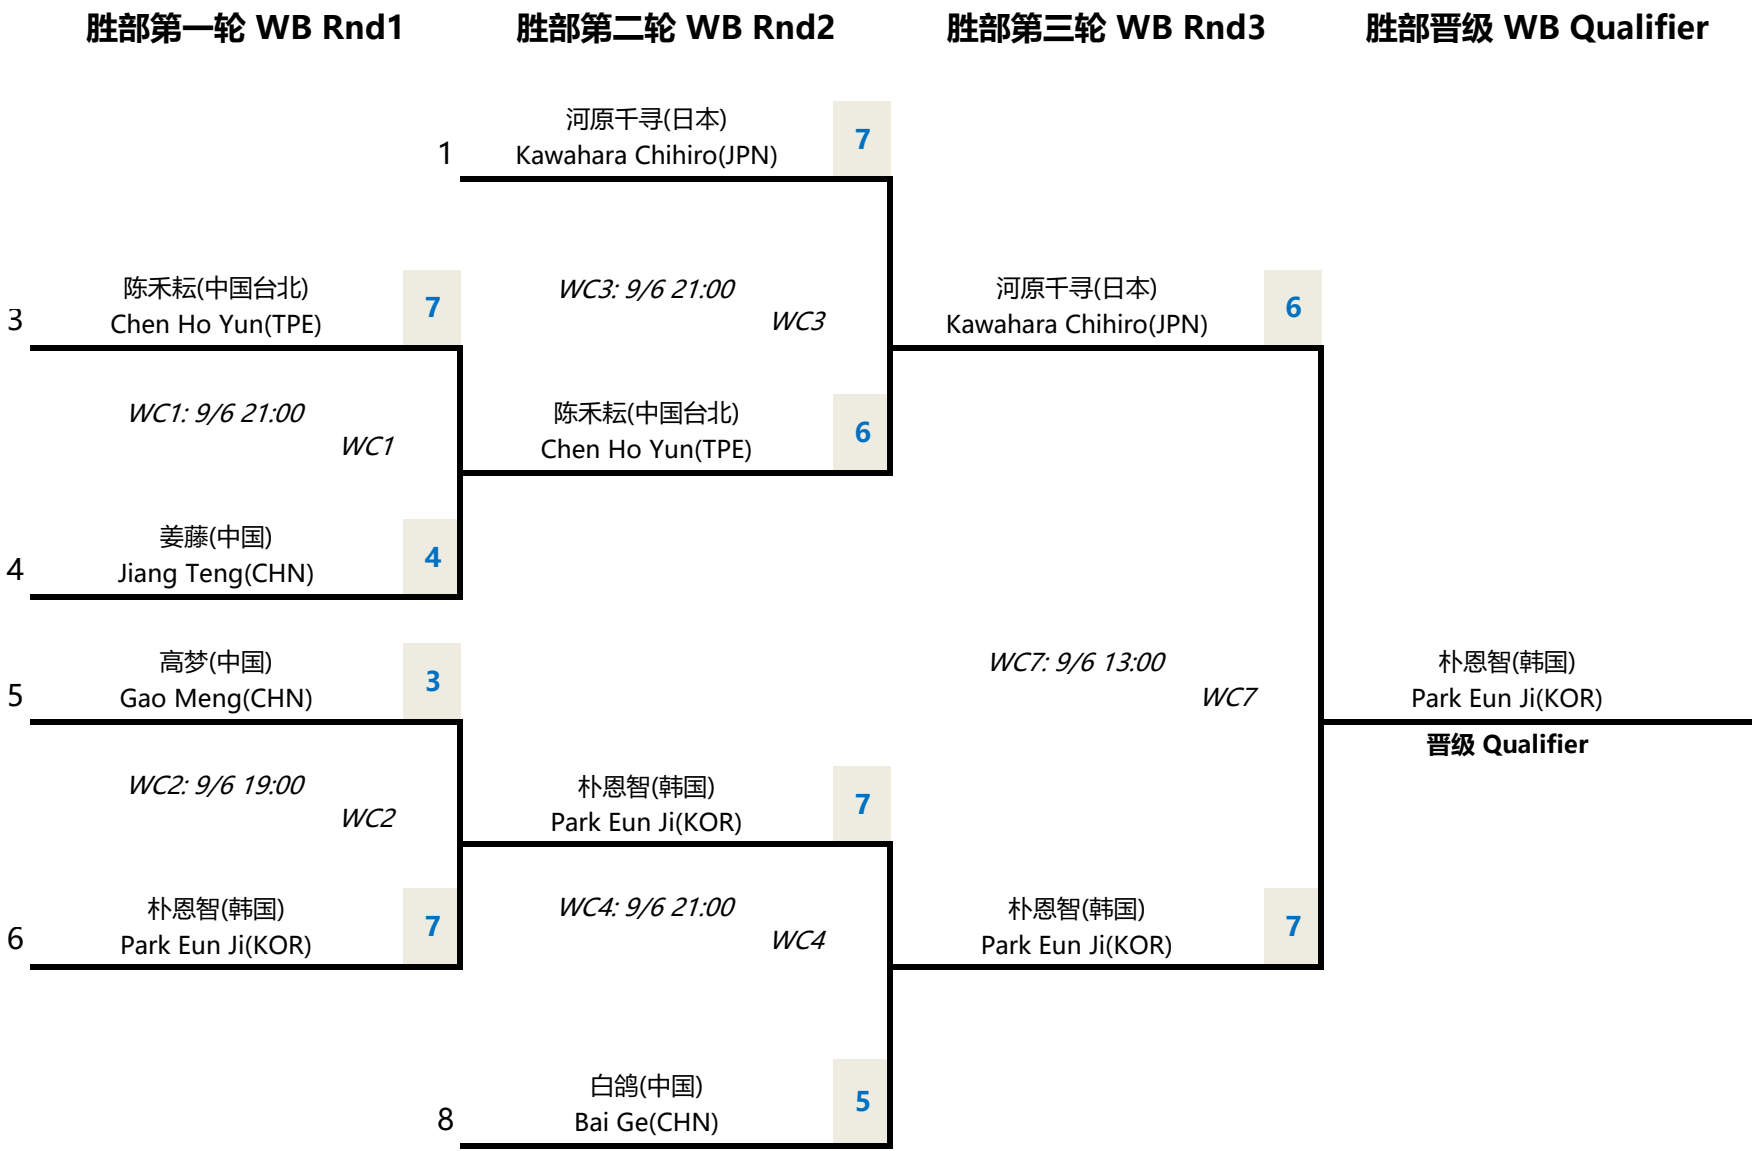 胜部第一轮 WB Rnd1
胜部第二轮 WB Rnd2
胜部第三轮 WB Rnd3
胜部晋级 WB Qualifier
1
河原千寻(日本)
Kawahara Chihiro(JPN)
7
3
陈禾耘(中国台北)
Chen Ho Yun(TPE)
7
WC3: 9/6 21:00
WC3
河原千寻(日本)
Kawahara Chihiro(JPN)
6
WC1: 9/6 21:00
WC1
陈禾耘(中国台北)
Chen Ho Yun(TPE)
6
4
姜藤(中国)
Jiang Teng(CHN)
4
5
高梦(中国)
Gao Meng(CHN)
3
WC7: 9/6 13:00
WC7
朴恩智(韩国)
Park Eun Ji(KOR)
晋级 Qualifier
WC2: 9/6 19:00
WC2
朴恩智(韩国)
Park Eun Ji(KOR)
7
6
朴恩智(韩国)
Park Eun Ji(KOR)
7
WC4: 9/6 21:00
WC4
朴恩智(韩国)
Park Eun Ji(KOR)
7
8
白鸽(中国)
Bai Ge(CHN)
5